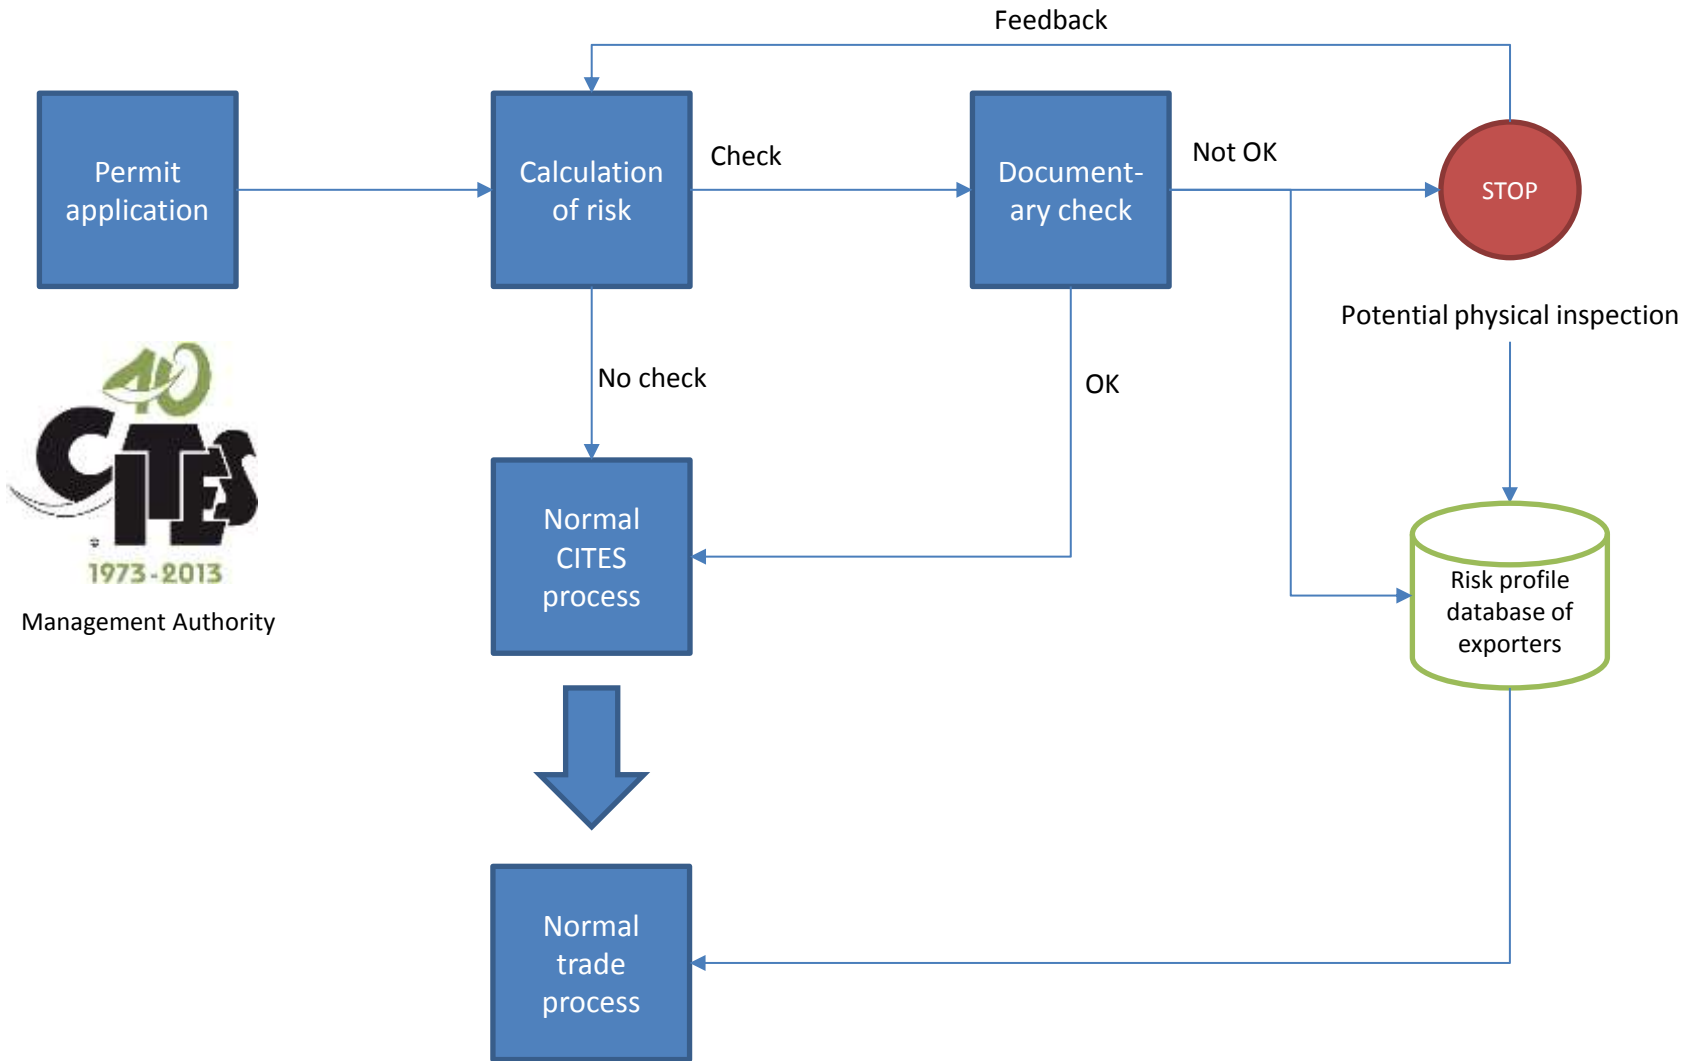 Feedback
Permit
application
Calculation
of risk
Check
Document-
ary check
Not OK
STOP
Potential physical inspection
No check
OK
CITES
1973-2013
Management Authority
Normal
CITES
process
Risk profile
database of
exporters
Normal
trade
process
40